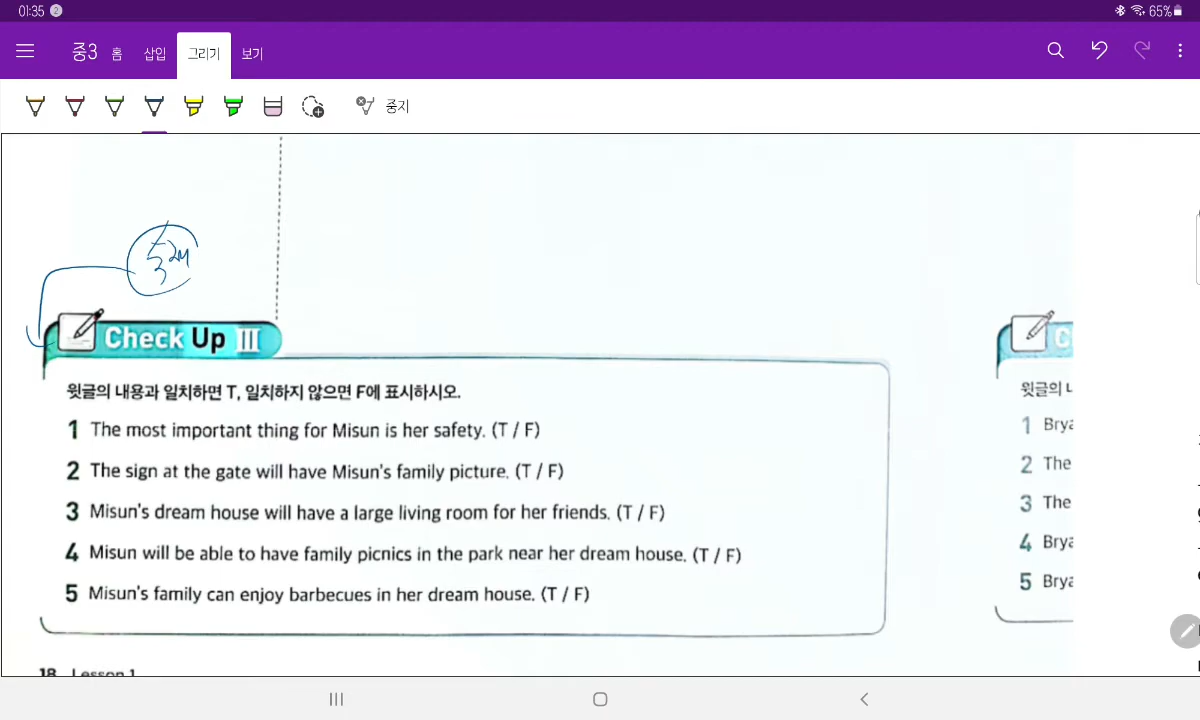 01:35 2 65%
중3 홈 삽입 그리기 보기
중지
Check Up III
윗글의 내용과 일치하면 T, 일치하지 않으면 F에 표시하시오.
1 The most important thing for Misun is her safety. (T / F)
2 The sign at the gate will have Misun's family picture. (T / F)
3 Misun's dream house will have a large living room for her friends. (T / F)
4 Misun will be able to have family picnics in the park near her dream house. (T / F)
5 Misun's family can enjoy barbecues in her dream house. (T / F)
18 Lesson 1
C
윗글의 나
1 Brya
2 The
3 The
4 Brya
5 Brya